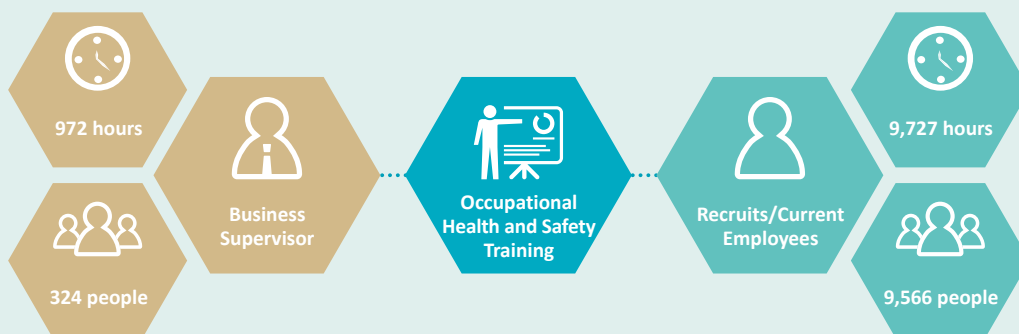 972 hours
324 people
Business
Supervisor
Occupational
Health and Safety
Training
Recruits/Current
Employees
9,727 hours
9,566 people